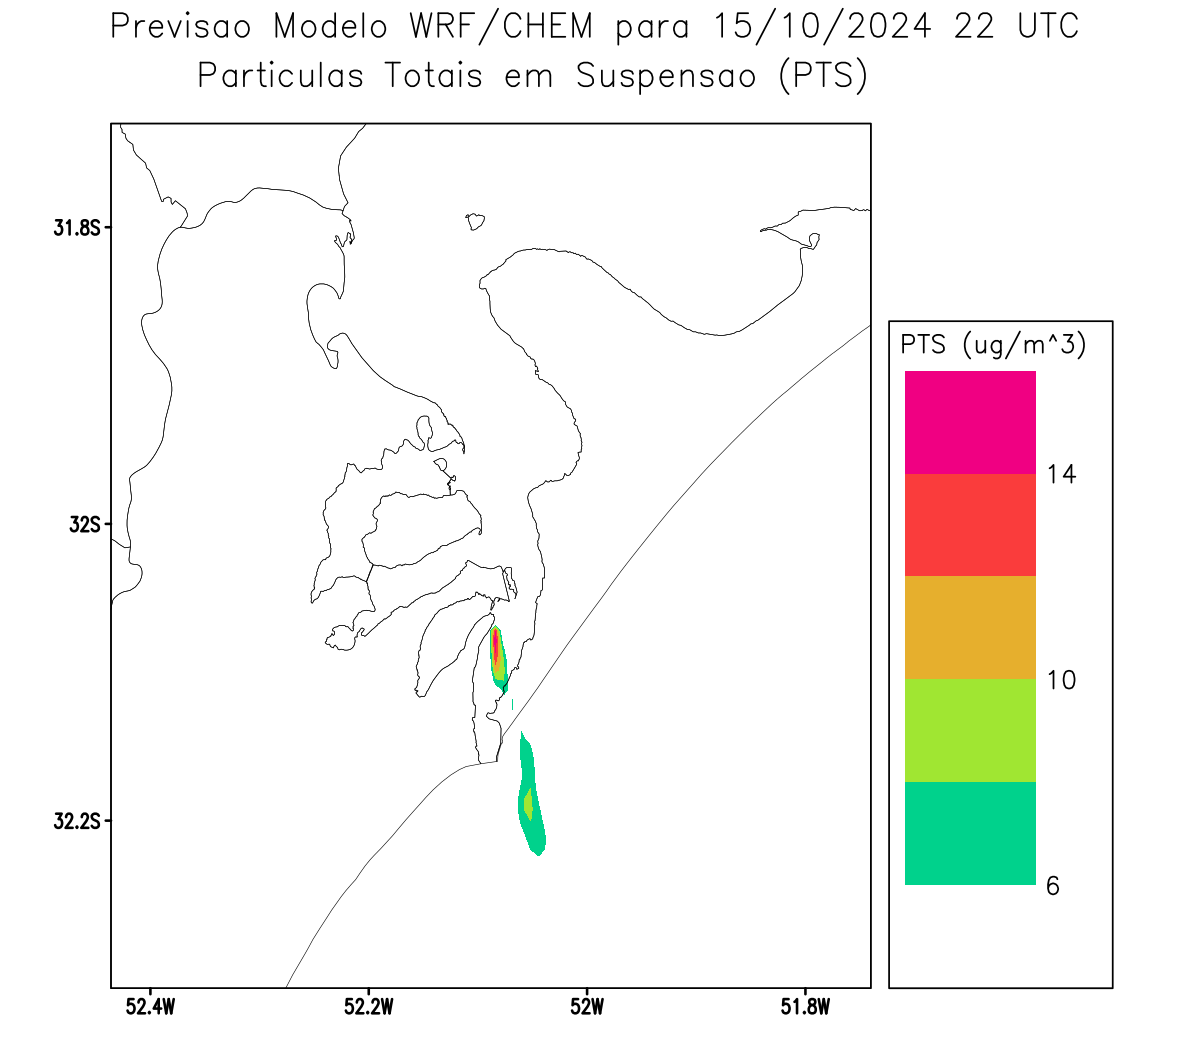 Previsao Modelo WRF/CHEM para 15/10/2024 22 UTC
Particulas Totais em Suspensao (PTS)
31.8S
32S
32.2S
52.4W
52.2W
52W
51.8W
PTS (ug/m^3)
14
10
6